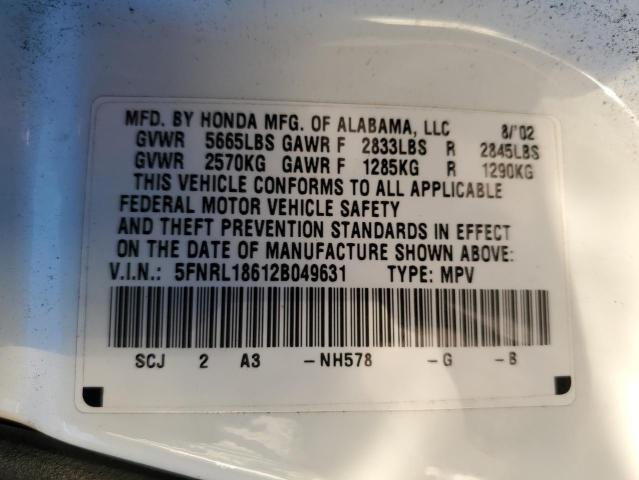 MFD. BY HONDA MFG. OF ALABAMA, LLC 8/'02
GVWR 5665LBS GAWR F 2833LBS R 2845LBS
GVWR 2570KG GAWR F 1285KG R 1290KG
THIS VEHICLE CONFORMS TO ALL APPLICABLE
FEDERAL MOTOR VEHICLE SAFETY
AND THEFT PREVENTION STANDARDS IN EFFECT
ON THE DATE OF MANUFACTURE SHOWN ABOVE:
V.I.N.: 5FNRL18612B049631 TYPE: MPV
SCJ 2 A3 -NH578 -G -B